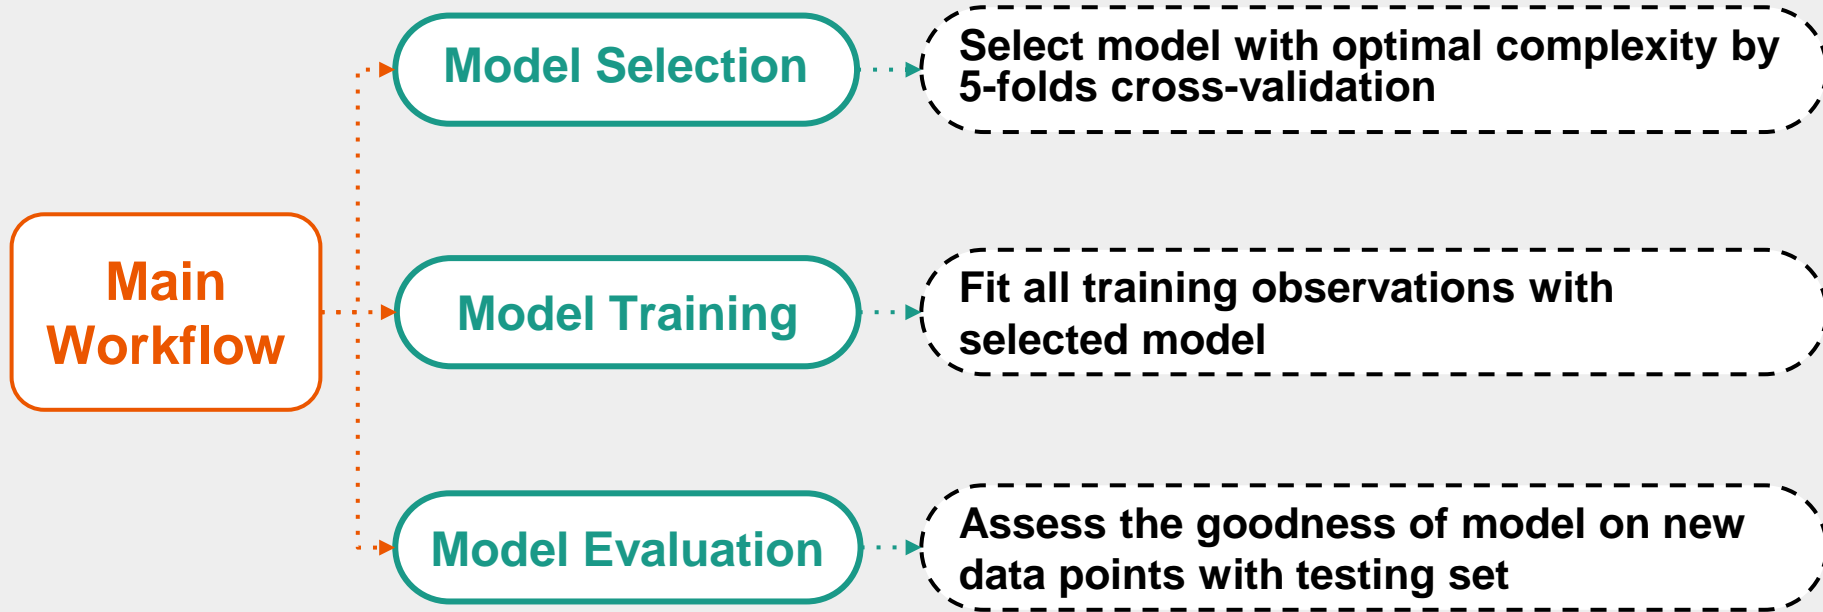 Main
Workflow
Model Selection
Select model with optimal complexity by
5-folds cross-validation
Model Training
Fit all training observations with
selected model
Model Evaluation
Assess the goodness of model on new
data points with testing set